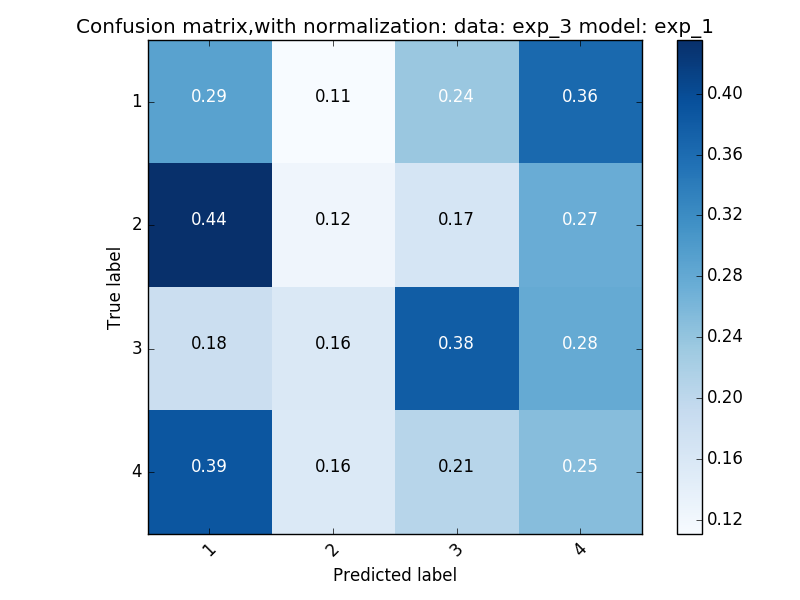 Confusion matrix,with normalization: data: exp_3 model: exp_1
True label
1 0.29 0.11 0.24 0.36
2 0.44 0.12 0.17 0.27
3 0.18 0.16 0.38 0.28
4 0.39 0.16 0.21 0.25
1 2 3 4
Predicted label
0.40
0.36
0.32
0.28
0.24
0.20
0.16
0.12